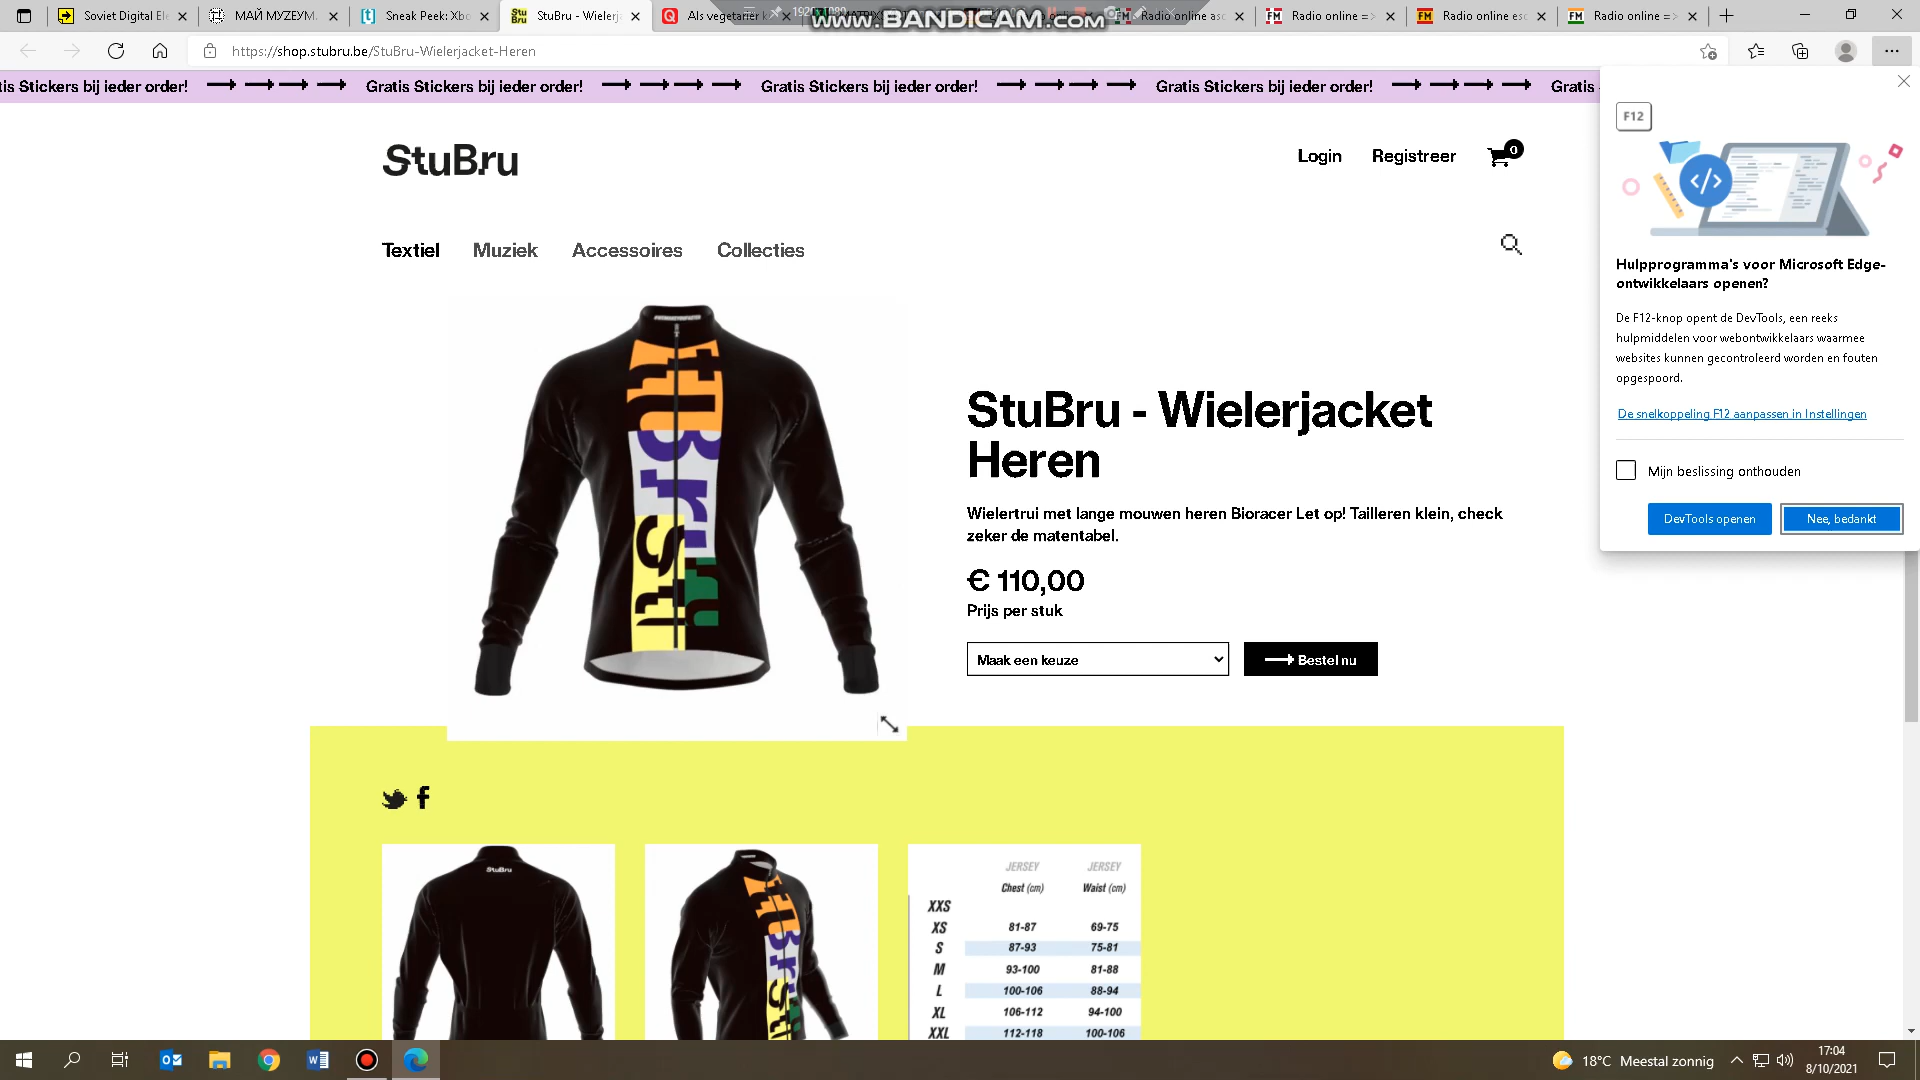 Soviet Digital Ele
МАЙ МУZЕУМ.
Sneak Peek: Xbo
StuBru - Wielerj
Als vegetarier k
Radio online asc
Radio online =>
Radio online esc
Radio online =>
www.BANDICAM.com
https://shop.stubru.be/StuBru-Wielerjacket-Heren
tis Stickers bij ieder order!
Gratis Stickers bij ieder order!
Gratis Stickers bij ieder order!
Gratis Stickers bij ieder order!
Gratis
StuBru
Login
Registreer
0
Textiel
Muziek
Accessoires
Collecties
StuBru - Wielerjacket
Heren
Wielertrui met lange mouwen heren Bioracer Let op! Tailleren klein, check
zeker de matentabel.
€ 110,00
Prijs per stuk
Maak een keuze
Bestel nu
F12
Hulpprogramma's voor Microsoft Edge-
ontwikkelaars openen?
De F12-knop opent de DevTools, een reeks
hulpmiddelen voor webontwikkelaars waarmee
websites kunnen gecontroleerd worden en fouten
opgespoord.
De snelkoppeling F12 aanpassen in Instellingen
Mijn beslissing onthouden
DevTools openen
Nee, bedankt
StuBru
JERSEY JERSEY
Chest (cm) Waist (cm)
XXS
XS 81-87 69-75
S 87-93 75-81
M 93-100 81-88
L 100-106 88-94
XL 106-112 94-100
XXL 112-118 100-106
18°C Meestal zonnig
17:04
8/10/2021